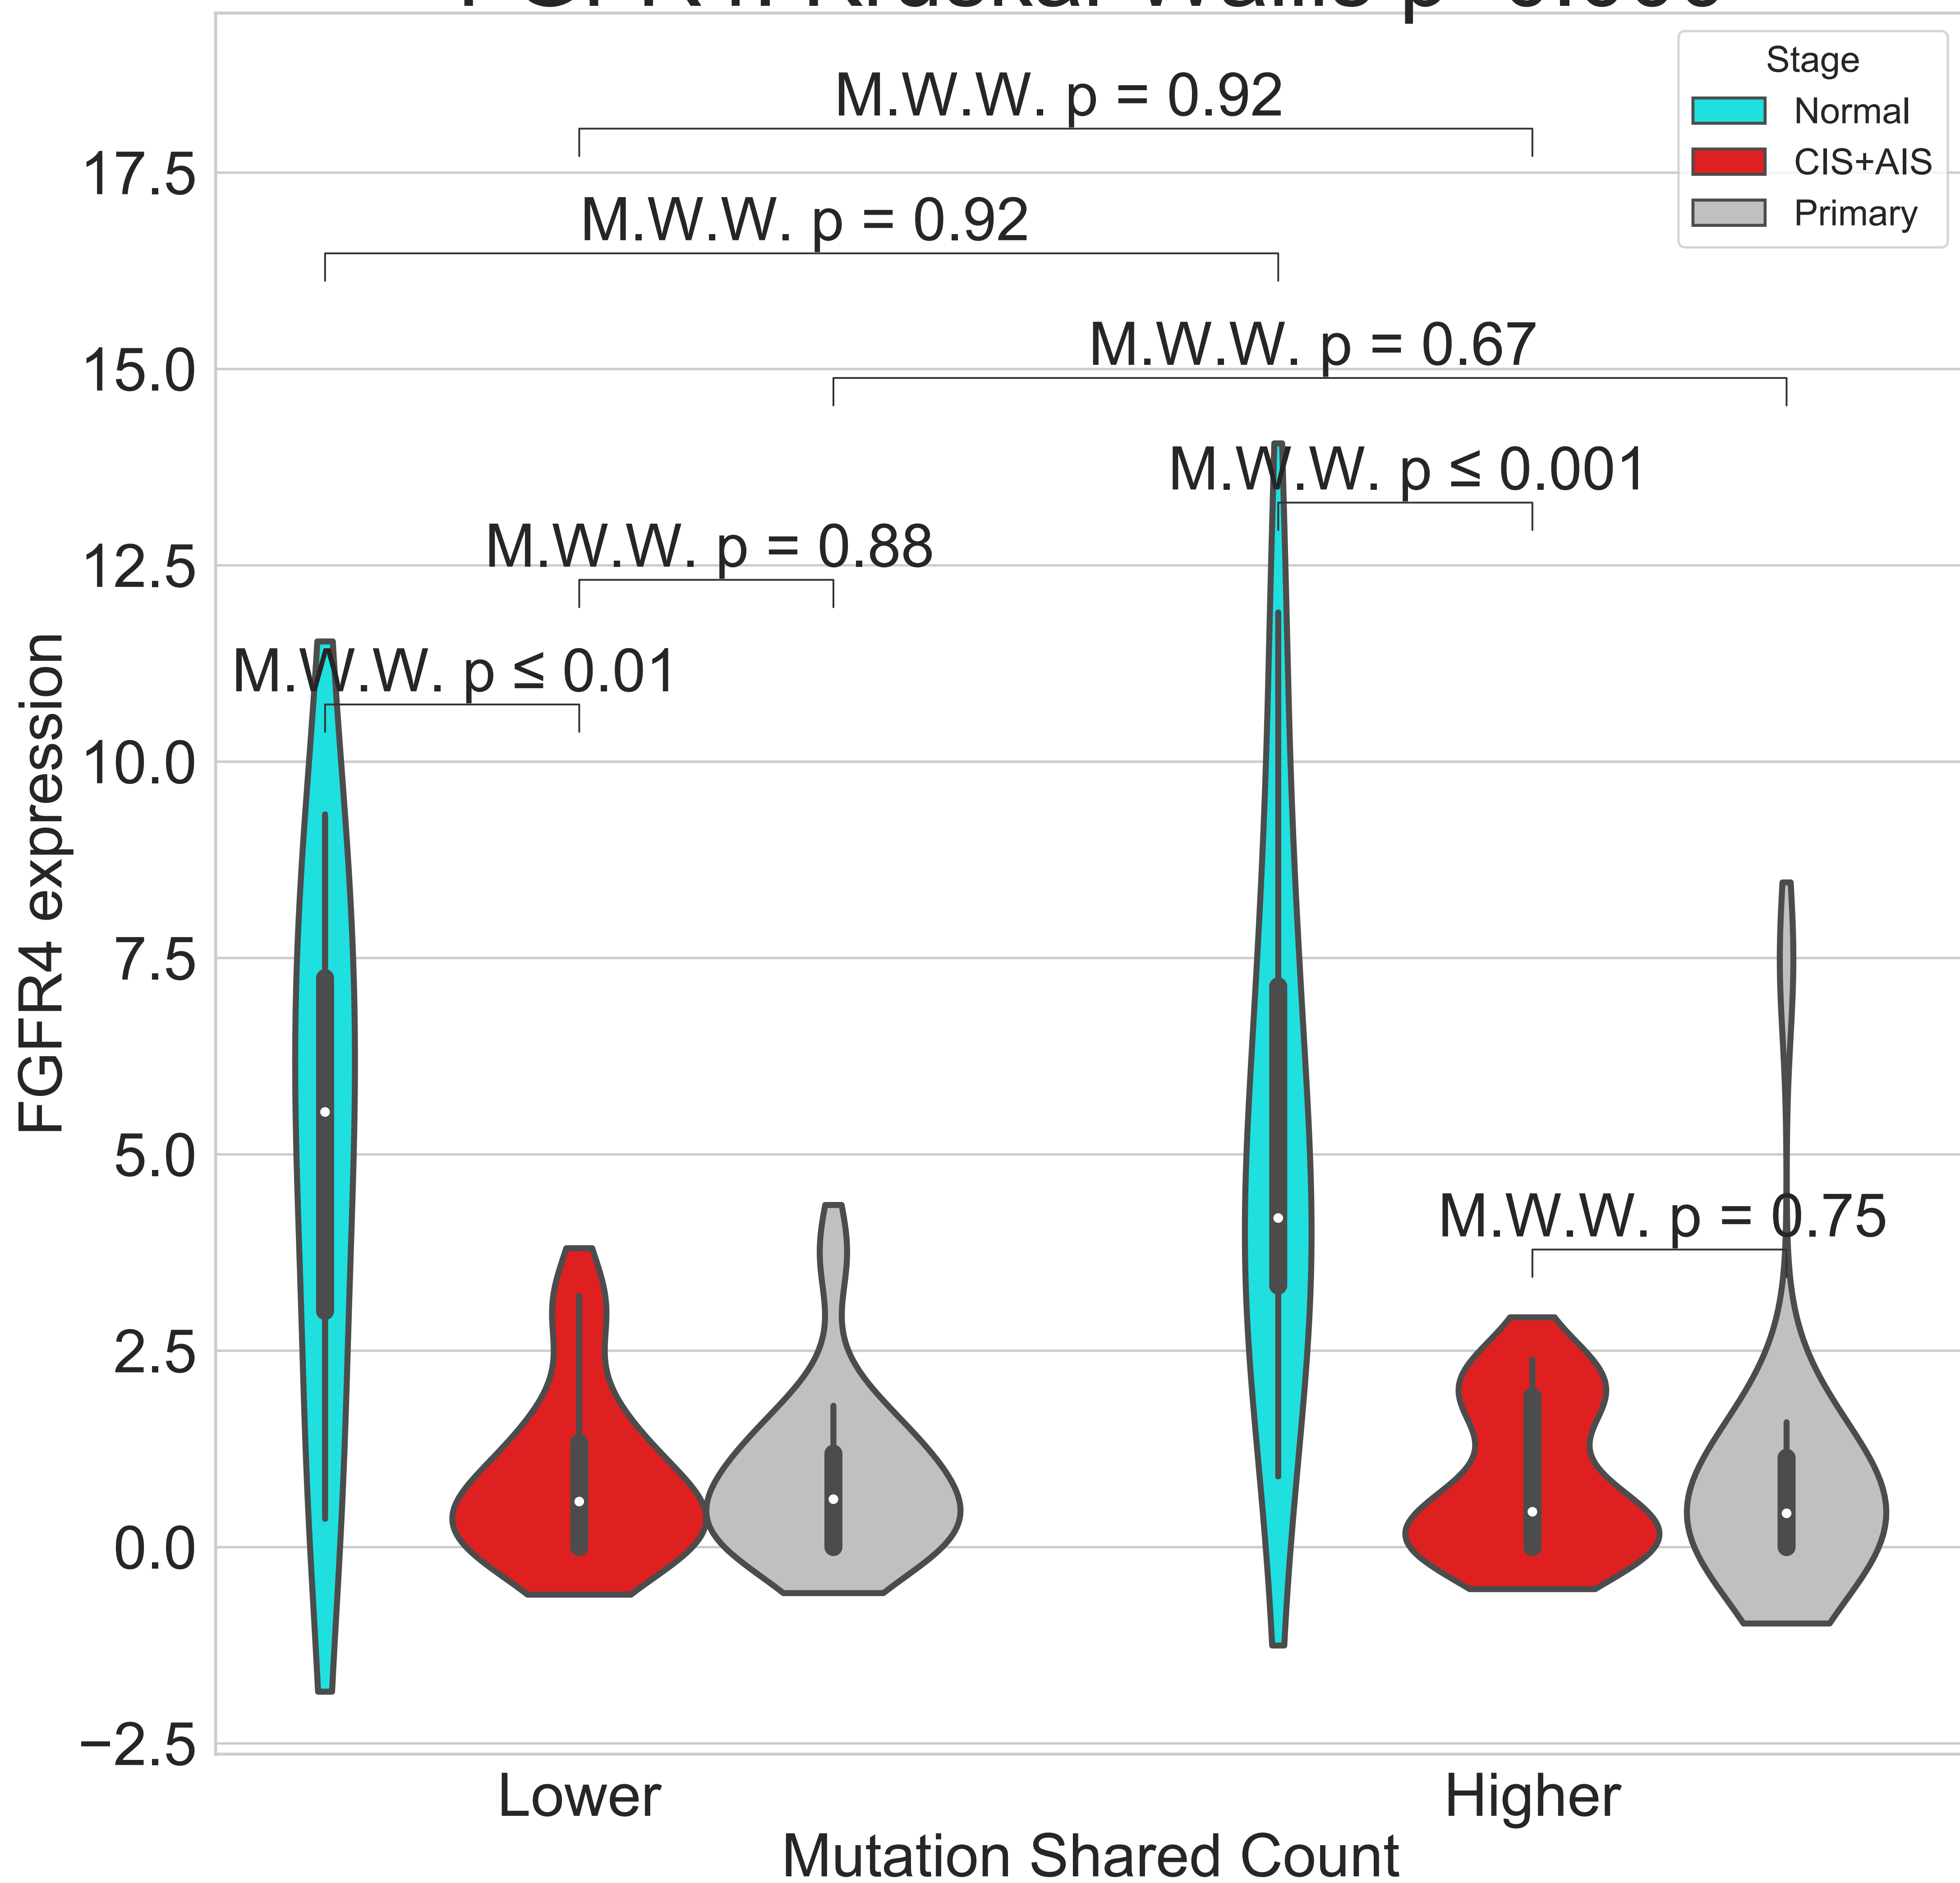 Stage
Normal
CIS+AIS
Primary
M.W.W. p = 0.92
M.W.W. p = 0.92
M.W.W. p = 0.67
M.W.W. p ≤ 0.001
M.W.W. p = 0.88
M.W.W. p ≤ 0.01
M.W.W. p = 0.75
17.5
15.0
12.5
10.0
7.5
5.0
2.5
0.0
−2.5
FGFR4 expression
Lower
Higher
Mutation Shared Count